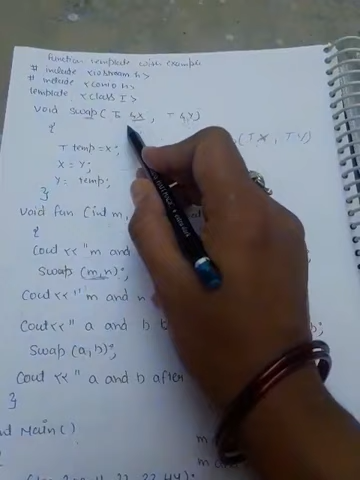 Function template with example
# include <iostream.h>
# include <conio.h>
template <class T>
void swap( T &x, T &y)
{
(T x, T y)
T temp = x;
x = y;
y = temp;
}
void fun (int m,
{
Cout << "m and
swap (m,n);
Cout << "m and n
Cout << " a and b
swap (a,b);
Cout << " a and b after
}
Main()
{